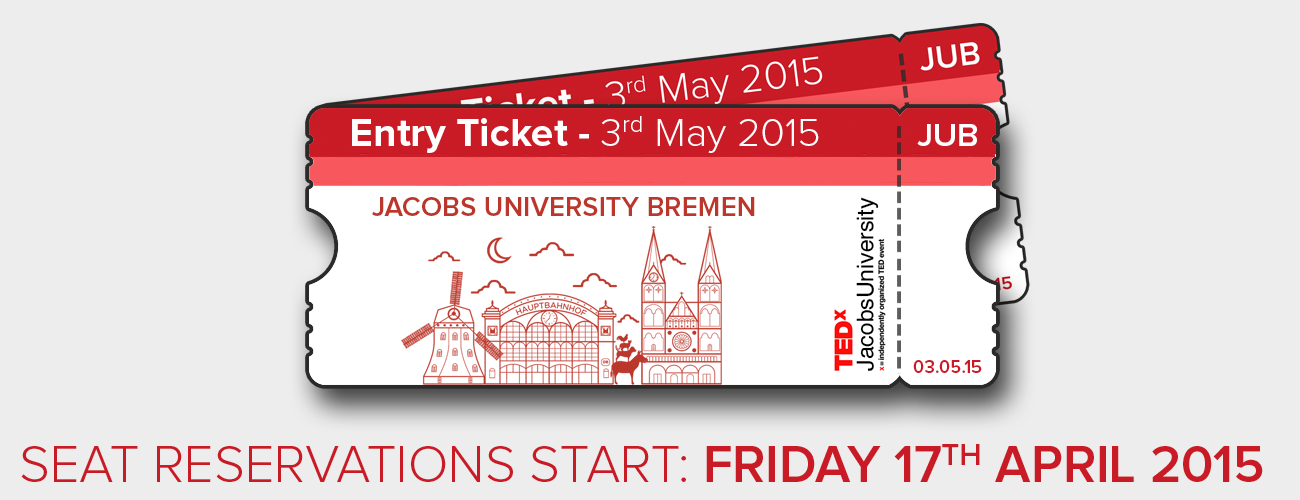 Ticket - 3rd May 2015
JUB
Entry Ticket - 3rd May 2015
JUB
JACOBS UNIVERSITY BREMEN
HAUPTBAHNHOF
TEDx
JacobsUniversity
x = independently organized TED event
03.05.15
15
SEAT RESERVATIONS START: FRIDAY 17TH APRIL 2015